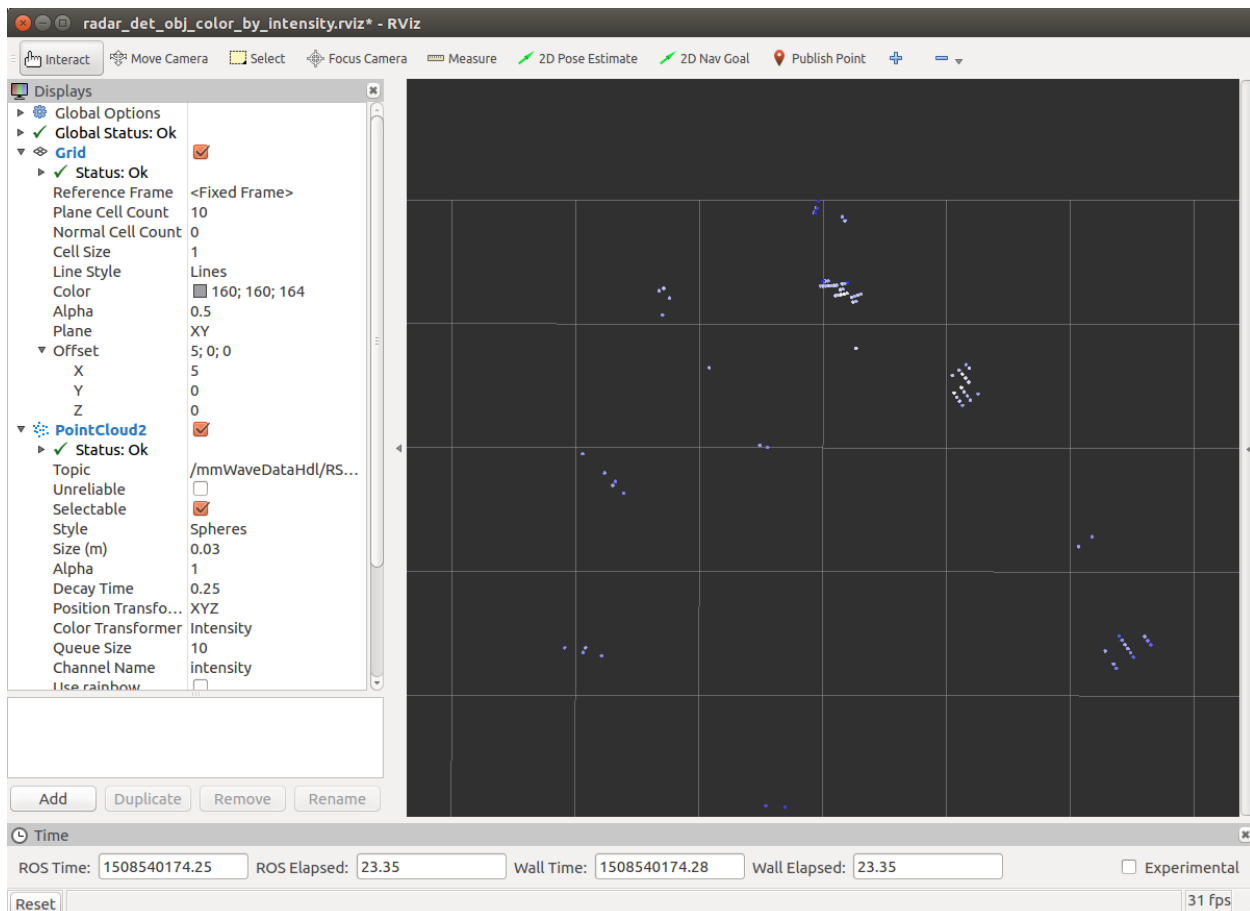 radar_det_obj_color_by_intensity.rviz* - RViz
Interact Move Camera Select Focus Camera Measure 2D Pose Estimate 2D Nav Goal Publish Point
Displays
Global Options
Global Status: Ok
Grid
Status: Ok
Reference Frame <Fixed Frame>
Plane Cell Count 10
Normal Cell Count 0
Cell Size 1
Line Style Lines
Color 160; 160; 164
Alpha 0.5
Plane XY
Offset 5; 0; 0
X 5
Y 0
Z 0
PointCloud2
Status: Ok
Topic /mmWaveDataHdl/RS...
Unreliable
Selectable
Style Spheres
Size (m) 0.03
Alpha 1
Decay Time 0.25
Position Transfo... XYZ
Color Transformer Intensity
Queue Size 10
Channel Name intensity
Use rainbow
Add Duplicate Remove Rename
Time
ROS Time: 1508540174.25 ROS Elapsed: 23.35 Wall Time: 1508540174.28 Wall Elapsed: 23.35 Experimental
Reset 31 fps